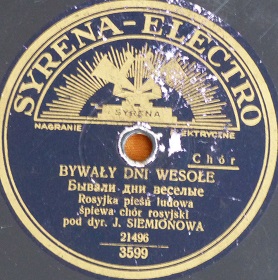 SYRENA-ELECTRO
SYRENA
NAGRANIE ELEKTRYCZNE
Chór
BYWAŁY DNI WESOŁE
Бывали дни веселые
Rosyjka pieśń ludowa
śpiewa chór rosyjski
pod dyr. J. SIEMIONOWA
21496
3599